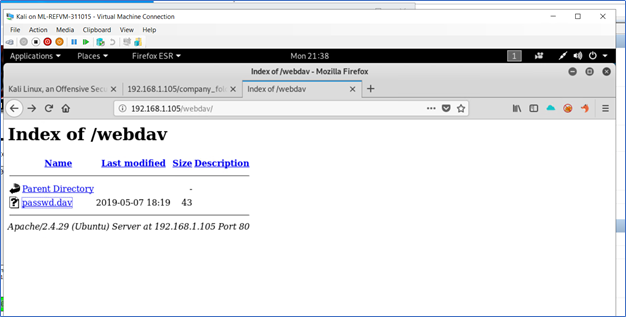 Kali on ML-REFVM-311015 - Virtual Machine Connection
File Action Media Clipboard View Help
Applications Places Firefox ESR Mon 21:38 1
Index of /webdav - Mozilla Firefox
Kali Linux, an Offensive Secu 192.168.1.105/company_fol Index of /webdav
192.168.1.105/webdav/
Index of /webdav
Name Last modified Size Description
Parent Directory -
passwd.dav 2019-05-07 18:19 43
Apache/2.4.29 (Ubuntu) Server at 192.168.1.105 Port 80